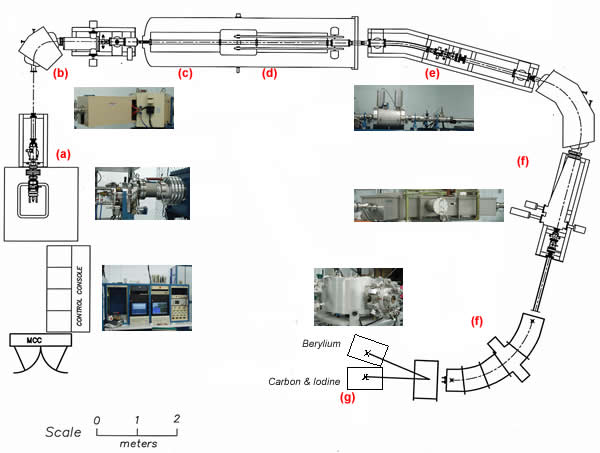 (b)
(c)
(d)
(e)
(a)
(f)
CONTROL CONSOLE
MCC
(f)
Berylium
Carbon & Iodine
(g)
0 1 2
Scale
meters